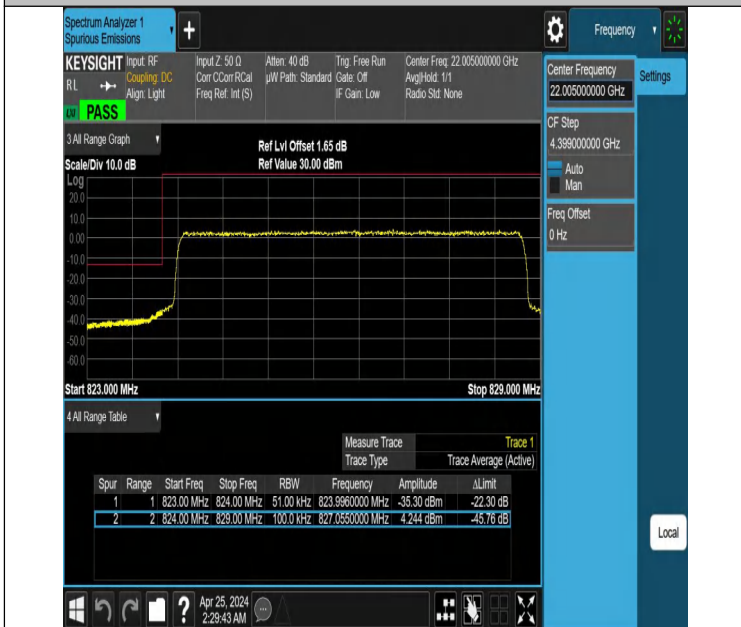 Spectrum Analyzer 1
Spurious Emissions
+
Frequency
KEYSIGHT Input: RF Input Z: 50 Ω Atten: 40 dB Trig: Free Run Center Freq: 22.005000000 GHz
RL Coupling: DC Corr CCorr RCal µW Path: Standard Gate: Off Avg|Hold: 1/1
Align: Light Freq Ref: Int (S) IF Gain: Low Radio Std: None
PASS
Center Frequency
22.005000000 GHz
Settings
CF Step
4.399000000 GHz
Auto
Man
Freq Offset
0 Hz
3 All Range Graph
Ref Lvl Offset 1.65 dB
Scale/Div 10.0 dB Ref Value 30.00 dBm
Log
20.0
10.0
0.00
-10.0
-20.0
-30.0
-40.0
-50.0
-60.0
Start 823.000 MHz Stop 829.000 MHz
4 All Range Table
Measure Trace Trace 1
Trace Type Trace Average (Active)
Spur Range Start Freq Stop Freq RBW Frequency Amplitude ΔLimit
1 1 823.00 MHz 824.00 MHz 51.00 kHz 823.9960000 MHz -35.30 dBm -22.30 dB
2 2 824.00 MHz 829.00 MHz 100.0 kHz 827.0550000 MHz 4.244 dBm -45.76 dB
Local
? Apr 25, 2024
2:29:43 AM